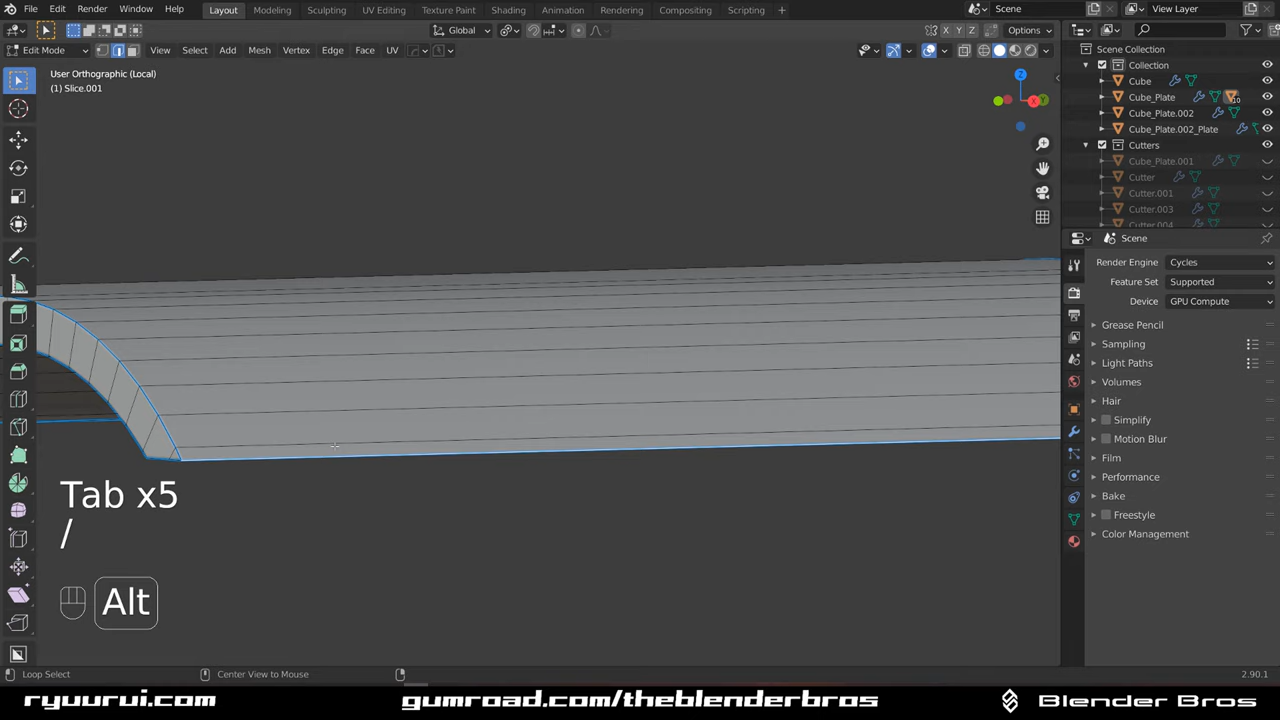 File Edit Render Window Help Layout Modeling Sculpting UV Editing Texture Paint Shading Animation Rendering Compositing Scripting + Scene View Layer
Global Options
Edit Mode View Select Add Mesh Vertex Edge Face UV X Y Z
User Orthographic (Local)
(1) Slice.001
Z
X
Y
Scene Collection
Collection
Cube
Cube_Plate 10
Cube_Plate.002
Cube_Plate.002_Plate
Cutters
Cube_Plate.001
Cutter
Cutter.001
Cutter.003
Cutter.004
Scene
Render Engine Cycles
Feature Set Supported
Device GPU Compute
Grease Pencil
Sampling
Light Paths
Volumes
Hair
Simplify
Motion Blur
Film
Performance
Bake
Freestyle
Color Management
Tab x5
/
Alt
Loop Select Center View to Mouse 2.90.1
ryuurui.com gumroad.com/theblenderbros Blender Bros